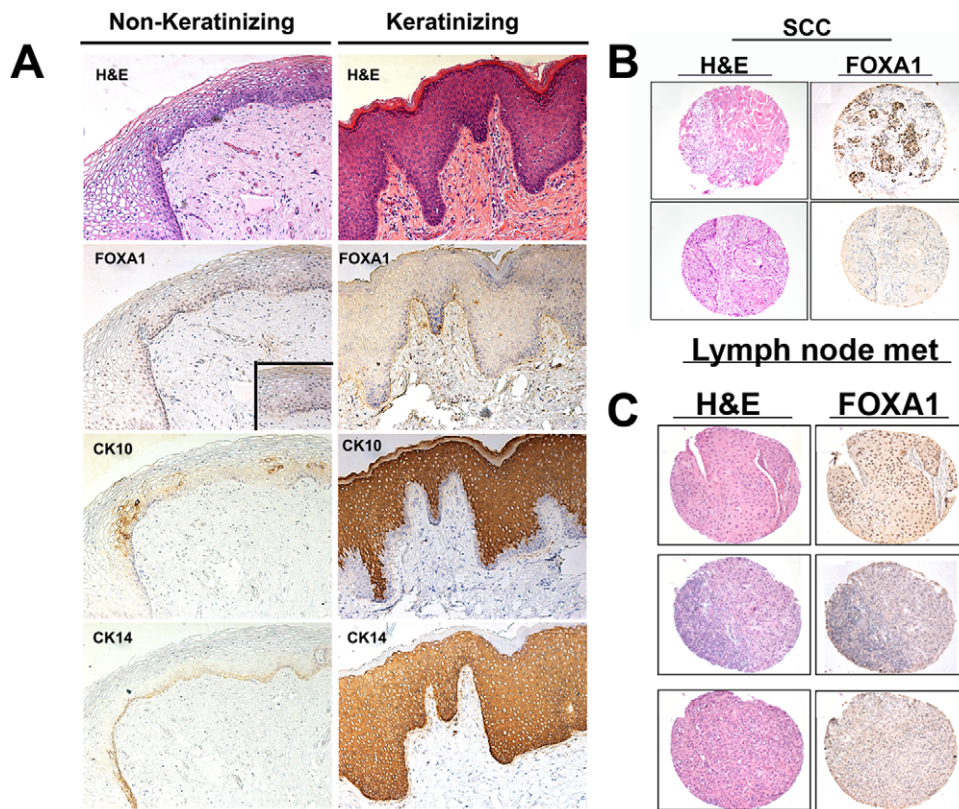 A
Non-Keratinizing
Keratinizing
H&E
H&E
FOXA1
FOXA1
CK10
CK10
CK14
CK14
B
SCC
H&E
FOXA1
Lymph node met
C
H&E
FOXA1